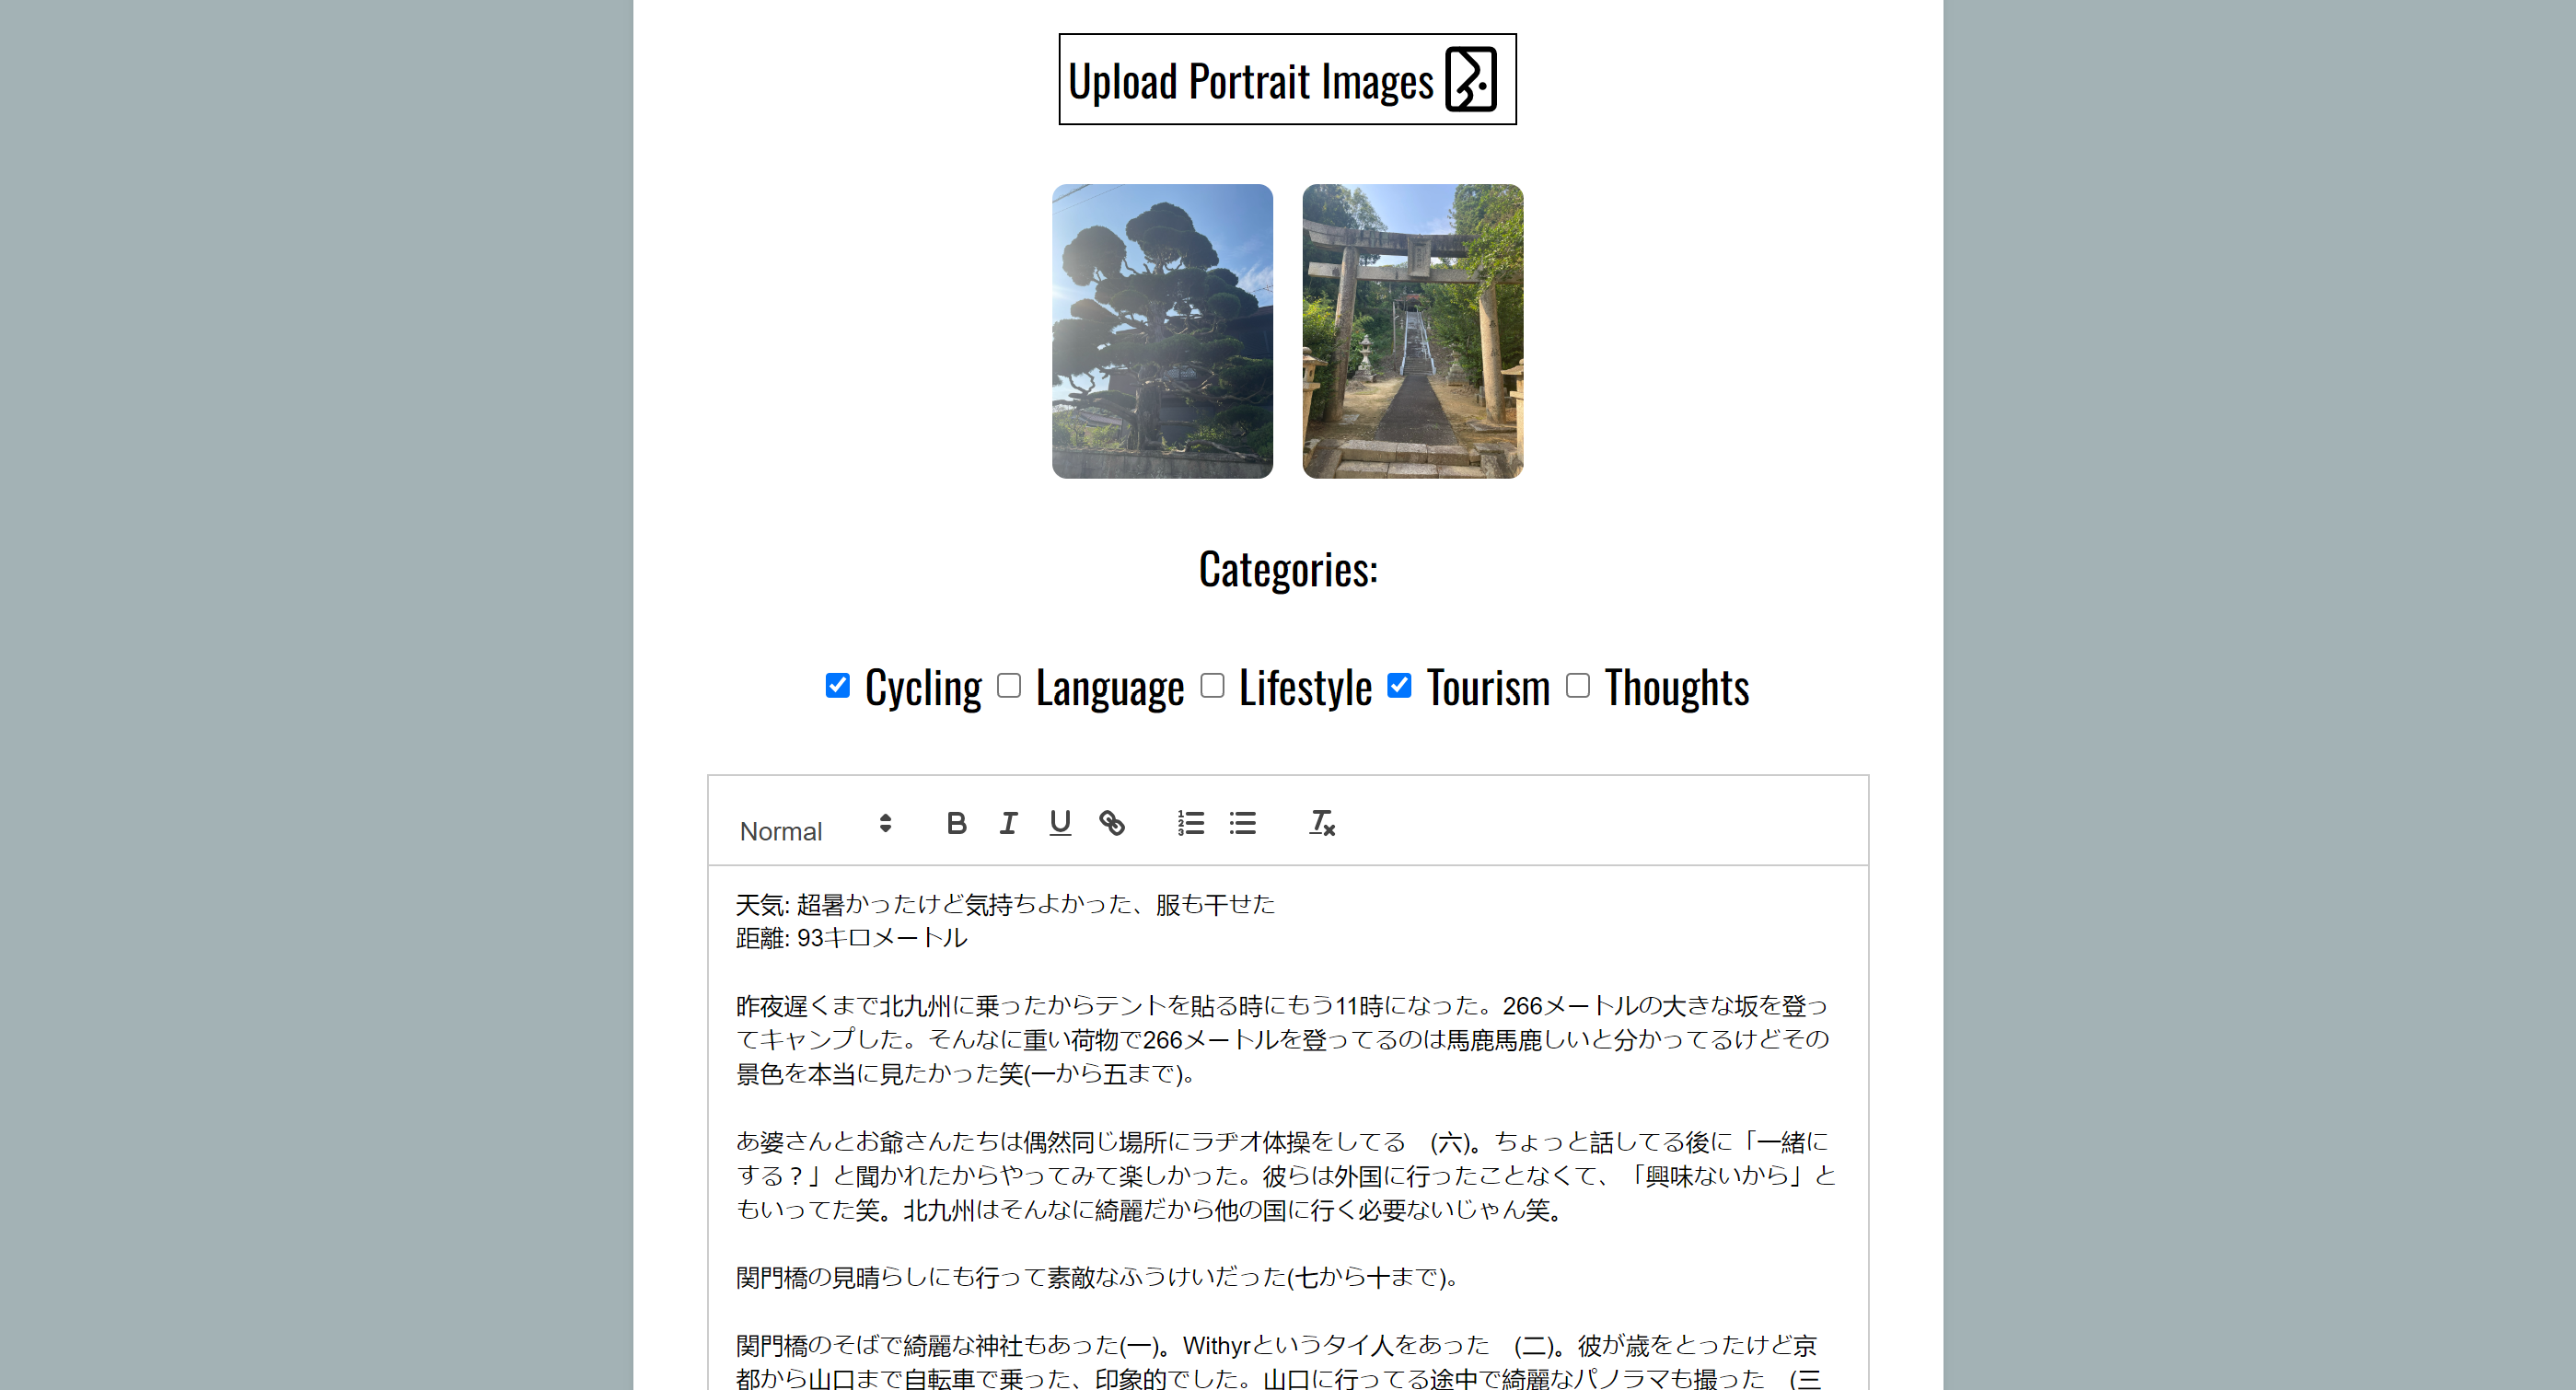 Upload Portrait Images
Categories:
Cycling Language Lifestyle Tourism Thoughts
Normal
天気: 超暑かったけど気持ちよかった、服も干せた
距離: 93キロメートル
昨夜遅くまで北九州に乗ったからテントを貼る時にもう11時になった。266メートルの大きな坂を登っ
てキャンプした。そんなに重い荷物で266メートルを登ってるのは馬鹿馬鹿しいと分かってるけどその
景色を本当に見たかった笑(一から五まで)。
あ婆さんとお爺さんたちは偶然同じ場所にラヂオ体操をしてる　(六)。ちょっと話してる後に「一緒に
する？」と聞かれたからやってみて楽しかった。彼らは外国に行ったことなくて、「興味ないから」と
もいってた笑。北九州はそんなに綺麗だから他の国に行く必要ないじゃん笑。
関門橋の見晴らしにも行って素敵なふうけいだった(七から十まで)。
関門橋のそばで綺麗な神社もあった(一)。Withyrというタイ人をあった　(二)。彼が歳をとったけど京
都から山口まで自転車で乗った、印象的でした。山口に行ってる途中で綺麗なパノラマも撮った　(三